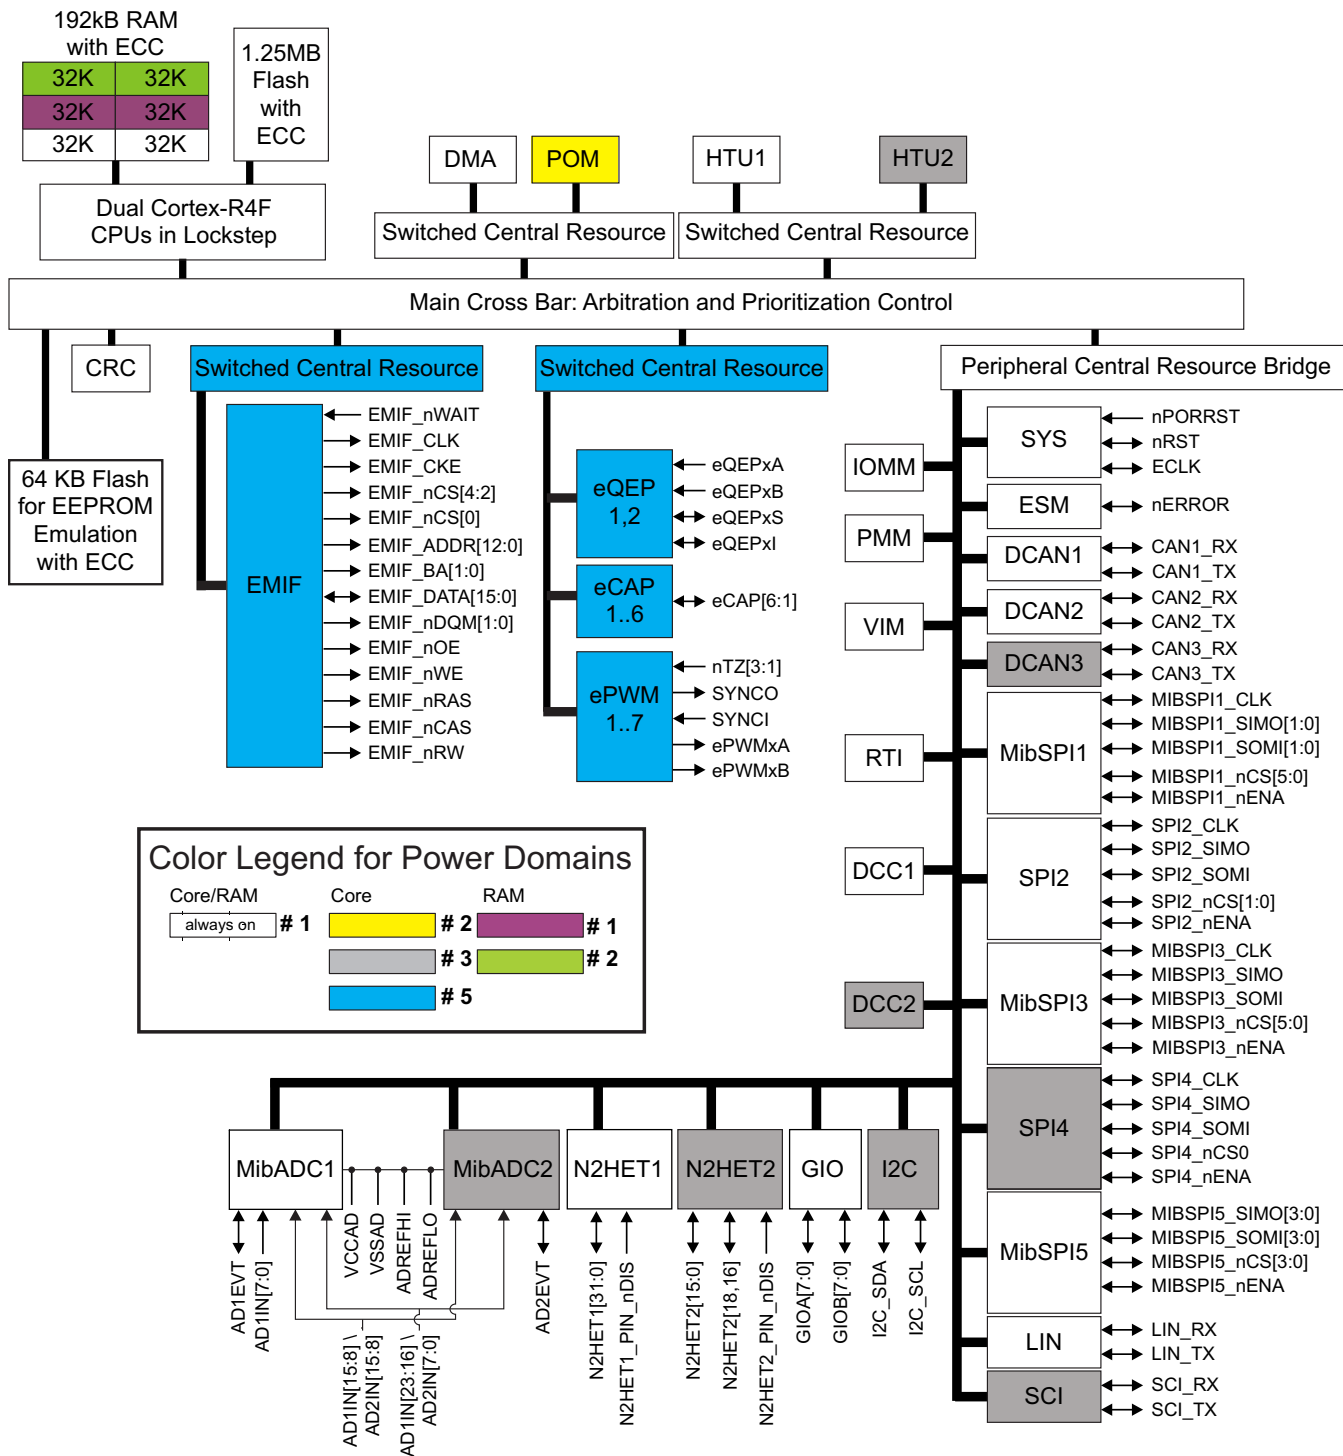 192kB RAM
with ECC
32K 32K
32K 32K
32K 32K
1.25MB
Flash
with
ECC
DMA
POM
HTU1
HTU2
Dual Cortex-R4F
CPUs in Lockstep
Switched Central Resource
Switched Central Resource
Main Cross Bar: Arbitration and Prioritization Control
CRC
Switched Central Resource
Switched Central Resource
Peripheral Central Resource Bridge
64 KB Flash
for EEPROM
Emulation
with ECC
EMIF
EMIF_nWAIT
EMIF_CLK
EMIF_CKE
EMIF_nCS[4:2]
EMIF_nCS[0]
EMIF_ADDR[12:0]
EMIF_BA[1:0]
EMIF_DATA[15:0]
EMIF_nDQM[1:0]
EMIF_nOE
EMIF_nWE
EMIF_nRAS
EMIF_nCAS
EMIF_nRW
eQEP
1,2
eQEPxA
eQEPxB
eQEPxS
eQEPxI
eCAP
1..6
eCAP[6:1]
ePWM
1..7
nTZ[3:1]
SYNCO
SYNCI
ePWMxA
ePWMxB
IOMM
PMM
VIM
RTI
DCC1
DCC2
SYS
nPORRST
nRST
ECLK
ESM
nERROR
DCAN1
CAN1_RX
CAN1_TX
DCAN2
CAN2_RX
CAN2_TX
DCAN3
CAN3_RX
CAN3_TX
MibSPI1
MIBSPI1_CLK
MIBSPI1_SIMO[1:0]
MIBSPI1_SOMI[1:0]
MIBSPI1_nCS[5:0]
MIBSPI1_nENA
SPI2
SPI2_CLK
SPI2_SIMO
SPI2_SOMI
SPI2_nCS[1:0]
SPI2_nENA
MibSPI3
MIBSPI3_CLK
MIBSPI3_SIMO
MIBSPI3_SOMI
MIBSPI3_nCS[5:0]
MIBSPI3_nENA
SPI4
SPI4_CLK
SPI4_SIMO
SPI4_SOMI
SPI4_nCS0
SPI4_nENA
MibSPI5
MIBSPI5_SIMO[3:0]
MIBSPI5_SOMI[3:0]
MIBSPI5_nCS[3:0]
MIBSPI5_nENA
LIN
LIN_RX
LIN_TX
SCI
SCI_RX
SCI_TX
Color Legend for Power Domains
Core/RAM Core RAM
always on # 1 # 2 # 1
# 3 # 2
# 5
MibADC1
MibADC2
N2HET1
N2HET2
GIO
I2C
AD1EVT
AD1IN[7:0]
VCCAD
VSSAD
ADREFHI
ADREFLO
AD1IN[15:8] \
AD2IN[15:8]
AD1IN[23:16] \
AD2IN[7:0]
AD2EVT
N2HET1[31:0]
N2HET1_PIN_nDIS
N2HET2[15:0]
N2HET2[18,16]
N2HET2_PIN_nDIS
GIOA[7:0]
GIOB[7:0]
I2C_SDA
I2C_SCL